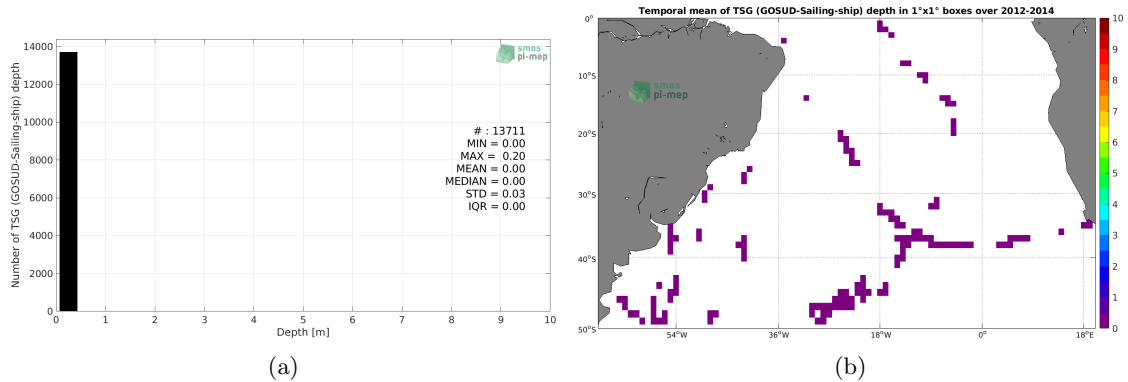 smos
pi-mep
14000
12000
10000
8000
6000
4000
2000
0
Number of TSG (GOSUD-Sailing-ship) depth
# : 13711
MIN = 0.00
MAX = 0.20
MEAN = 0.00
MEDIAN = 0.00
STD = 0.03
IQR = 0.00
0 1 2 3 4 5 6 7 8 9 10
Depth [m]
(a)
Temporal mean of TSG (GOSUD-Sailing-ship) depth in 1°x1° boxes over 2012-2014
0°
10°S
20°S
30°S
40°S
50°S
smos
pi-mep
54°W 36°W 18°W 0° 18°E
10
9
8
7
6
5
4
3
2
1
0
(b)